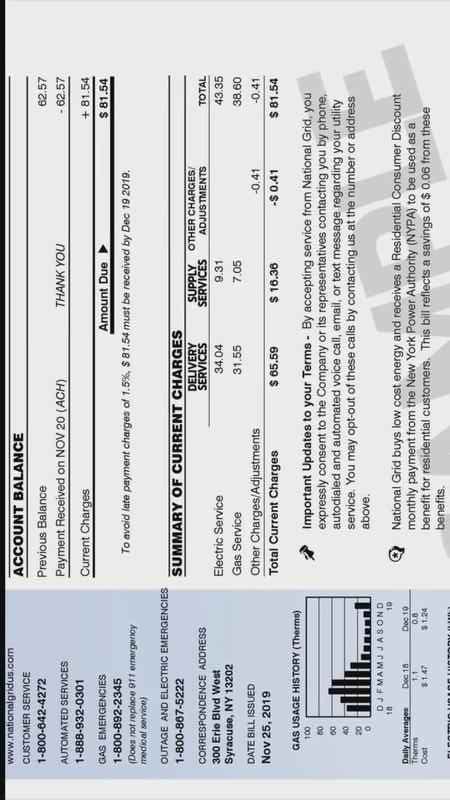 www.nationalgridus.com
CUSTOMER SERVICE
1-800-642-4272
AUTOMATED SERVICES
1-888-932-0301
GAS EMERGENCIES
1-800-892-2345
(Does not replace 911 emergency
medical service)
OUTAGE AND ELECTRIC EMERGENCIES
1-800-867-5222
CORRESPONDENCE ADDRESS
300 Erie Blvd West
Syracuse, NY 13202
DATE BILL ISSUED
Nov 25, 2019
GAS USAGE HISTORY (Therms)
100
80
60
40
20
0
D J F M A M J J A S O N D
18 19
Daily Averages Dec 18 Dec 19
Therms 1.1 0.8
Cost $ 1.47 $ 1.24
ACCOUNT BALANCE
Previous Balance 62.57
Payment Received on NOV 20 (ACH) THANK YOU - 62.57
Current Charges + 81.54
Amount Due ▶ $ 81.54
To avoid late payment charges of 1.5%, $ 81.54 must be received by Dec 19 2019.
SUMMARY OF CURRENT CHARGES
DELIVERY SERVICES SUPPLY SERVICES OTHER CHARGES/ ADJUSTMENTS TOTAL
Electric Service 34.04 9.31 43.35
Gas Service 31.55 7.05 38.60
Other Charges/Adjustments -0.41 -0.41
Total Current Charges $ 65.59 $ 16.36 -$ 0.41 $ 81.54
Important Updates to your Terms - By accepting service from National Grid, you
expressly consent to the Company or its representatives contacting you by phone,
autodialed and automated voice call, email, or text message regarding your utility
service. You may opt-out of these calls by contacting us at the number or address
above.
National Grid buys low cost energy and receives a Residential Consumer Discount
monthly payment from the New York Power Authority (NYPA) to be used as a
benefit for residential customers. This bill reflects a savings of $ 0.06 from these
benefits.